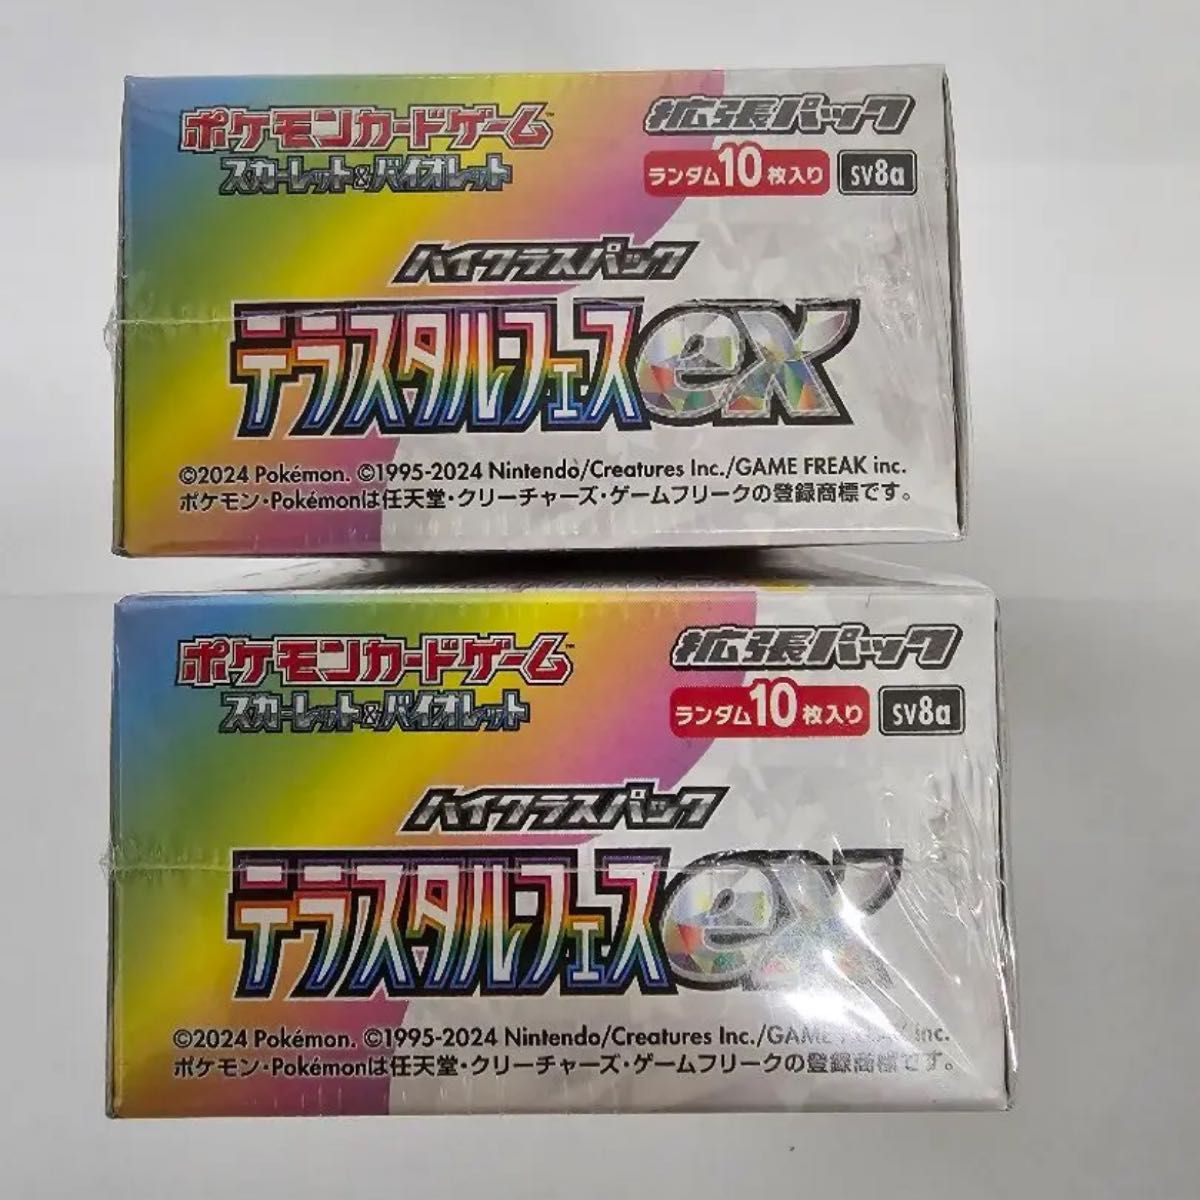 ポケモンカードゲーム™
スカーレット&バイオレット
拡張パック
ランダム10枚入り SV8a
ハイクラスパック
テラスタルフェスex
©2024 Pokémon. ©1995-2024 Nintendo/Creatures Inc./GAME FREAK inc.
ポケモン・Pokémonは任天堂・クリーチャーズ・ゲームフリークの登録商標です。
ポケモンカードゲーム™
スカーレット&バイオレット
拡張パック
ランダム10枚入り SV8a
ハイクラスパック
テラスタルフェスex
©2024 Pokémon. ©1995-2024 Nintendo/Creatures Inc./GAME FREAK inc.
ポケモン・Pokémonは任天堂・クリーチャーズ・ゲームフリークの登録商標です。